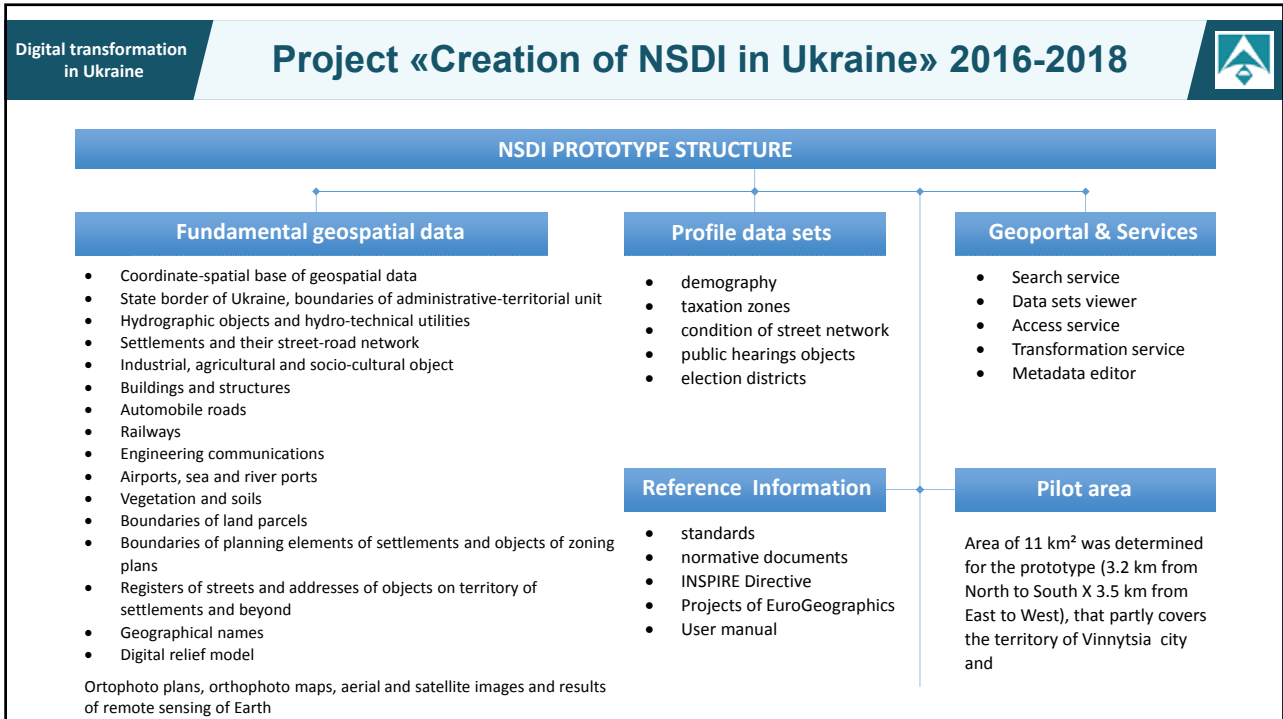 Digital transformation
in Ukraine
Project «Creation of NSDI in Ukraine» 2016-2018
NSDI PROTOTYPE STRUCTURE
Fundamental geospatial data
• Coordinate-spatial base of geospatial data
• State border of Ukraine, boundaries of administrative-territorial unit
• Hydrographic objects and hydro-technical utilities
• Settlements and their street-road network
• Industrial, agricultural and socio-cultural object
• Buildings and structures
• Automobile roads
• Railways
• Engineering communications
• Airports, sea and river ports
• Vegetation and soils
• Boundaries of land parcels
• Boundaries of planning elements of settlements and objects of zoning
plans
• Registers of streets and addresses of objects on territory of
settlements and beyond
• Geographical names
• Digital relief model
Ortophoto plans, orthophoto maps, aerial and satellite images and results
of remote sensing of Earth
Profile data sets
• demography
• taxation zones
• condition of street network
• public hearings objects
• election districts
Geoportal & Services
• Search service
• Data sets viewer
• Access service
• Transformation service
• Metadata editor
Reference Information
• standards
• normative documents
• INSPIRE Directive
• Projects of EuroGeographics
• User manual
Pilot area
Area of 11 km² was determined
for the prototype (3.2 km from
North to South X 3.5 km from
East to West), that partly covers
the territory of Vinnytsia city
and